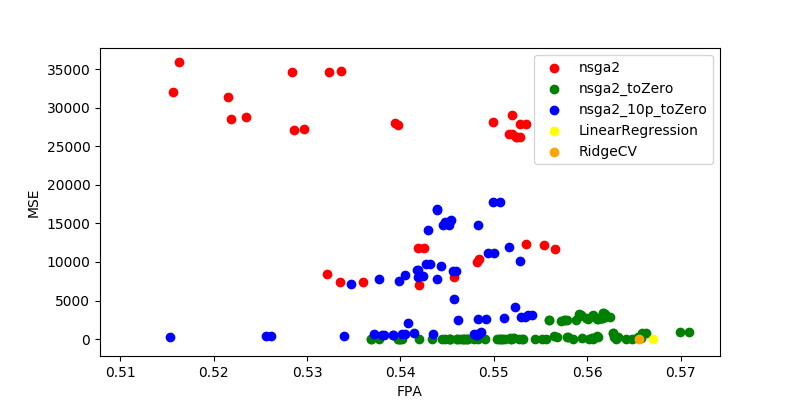 nsga2
nsga2_toZero
nsga2_10p_toZero
LinearRegression
RidgeCV
MSE
35000
30000
25000
20000
15000
10000
5000
0
0.51 0.52 0.53 0.54 0.55 0.56 0.57
FPA